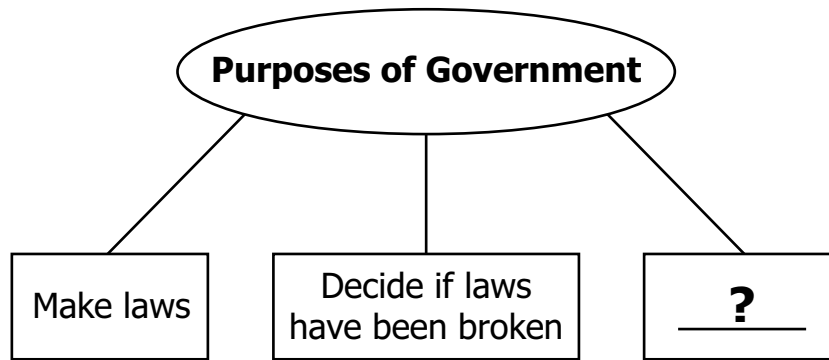 Purposes of Government
Make laws
Decide if laws
have been broken
?